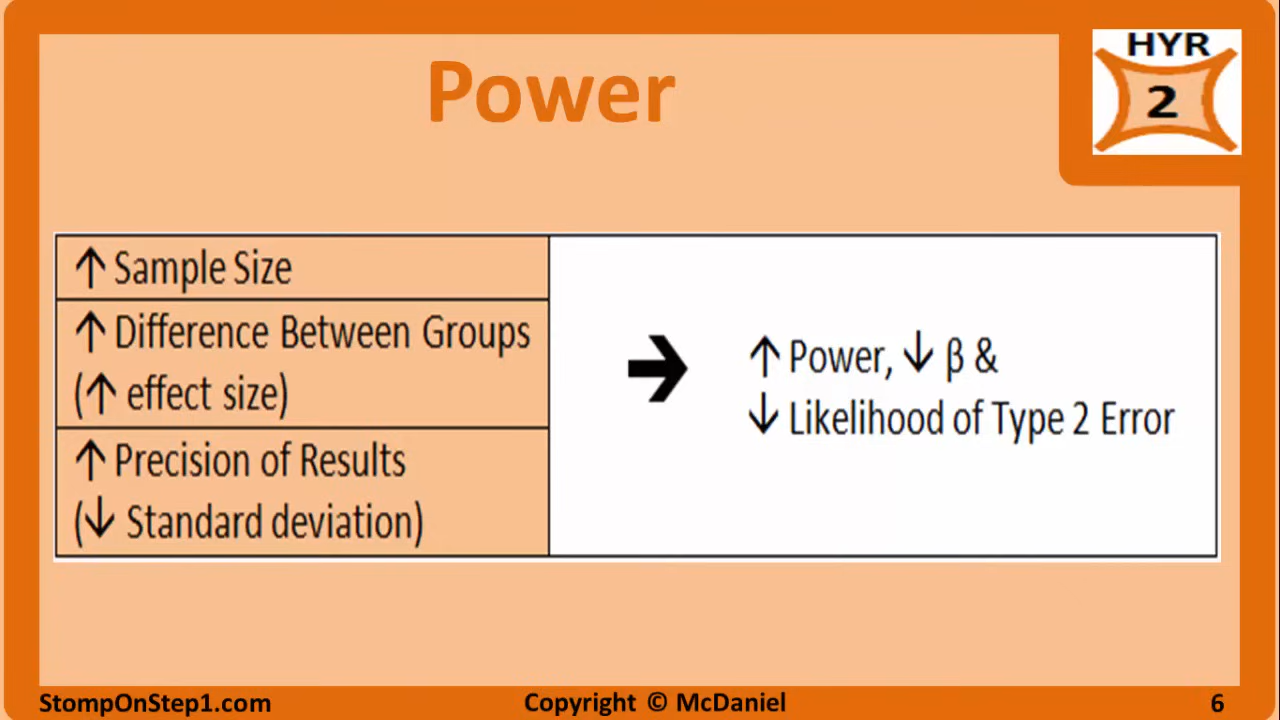 Power
HYR
2
↑ Sample Size
↑ Difference Between Groups
(↑ effect size)
↑ Precision of Results
(↓ Standard deviation)
➔
↑ Power, ↓ β &
↓ Likelihood of Type 2 Error
StompOnStep1.com
Copyright © McDaniel
6